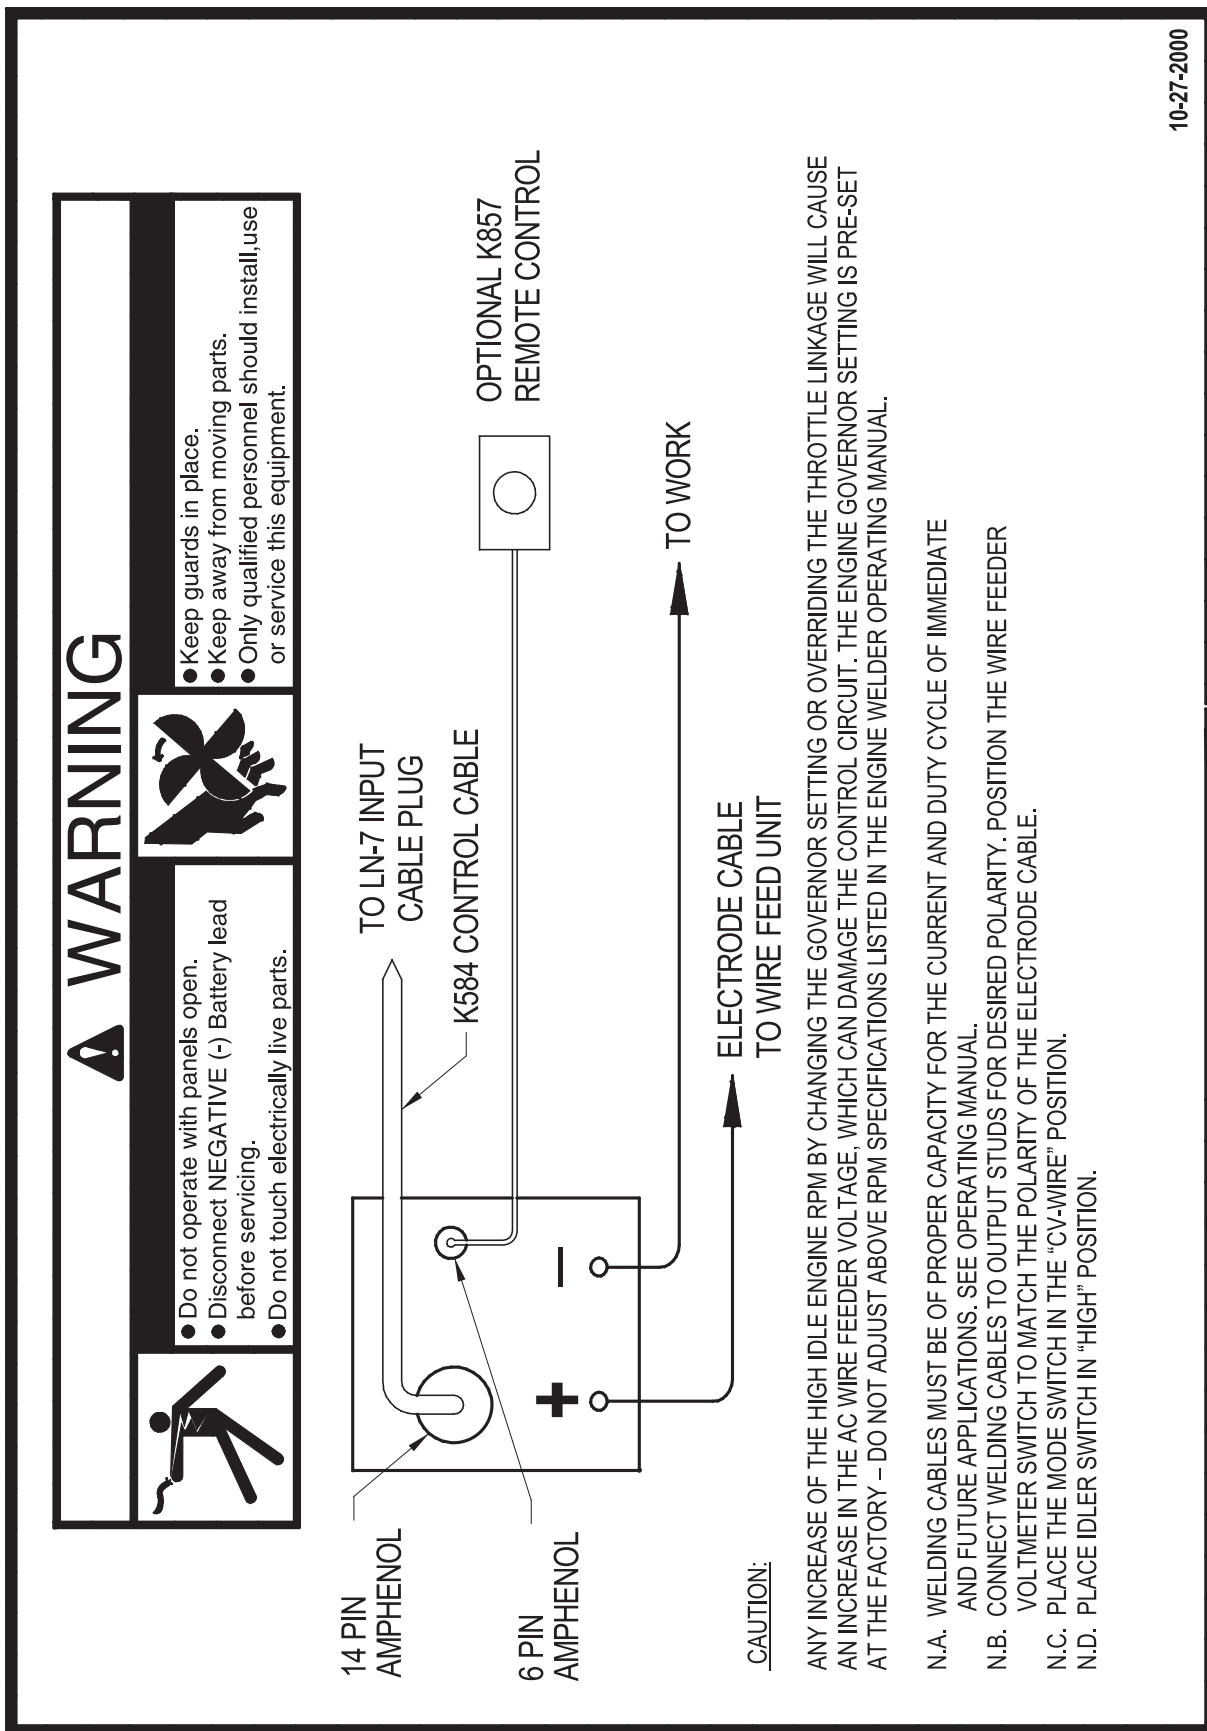 WARNING
● Do not operate with panels open.
● Disconnect NEGATIVE (-) Battery lead
before servicing.
● Do not touch electrically live parts.
● Keep guards in place.
● Keep away from moving parts.
● Only qualified personnel should install,use
or service this equipment.
14 PIN
AMPHENOL
6 PIN
AMPHENOL
TO LN-7 INPUT
CABLE PLUG
K584 CONTROL CABLE
OPTIONAL K857
REMOTE CONTROL
+
–
TO WORK
ELECTRODE CABLE
TO WIRE FEED UNIT
CAUTION:
ANY INCREASE OF THE HIGH IDLE ENGINE RPM BY CHANGING THE GOVERNOR SETTING OR OVERRIDING THE THROTTLE LINKAGE WILL CAUSE
AN INCREASE IN THE AC WIRE FEEDER VOLTAGE, WHICH CAN DAMAGE THE CONTROL CIRCUIT. THE ENGINE GOVERNOR SETTING IS PRE-SET
AT THE FACTORY – DO NOT ADJUST ABOVE RPM SPECIFICATIONS LISTED IN THE ENGINE WELDER OPERATING MANUAL.
N.A. WELDING CABLES MUST BE OF PROPER CAPACITY FOR THE CURRENT AND DUTY CYCLE OF IMMEDIATE
AND FUTURE APPLICATIONS. SEE OPERATING MANUAL.
N.B. CONNECT WELDING CABLES TO OUTPUT STUDS FOR DESIRED POLARITY. POSITION THE WIRE FEEDER
VOLTMETER SWITCH TO MATCH THE POLARITY OF THE ELECTRODE CABLE.
N.C. PLACE THE MODE SWITCH IN THE “CV-WIRE” POSITION.
N.D. PLACE IDLER SWITCH IN “HIGH” POSITION.
10-27-2000